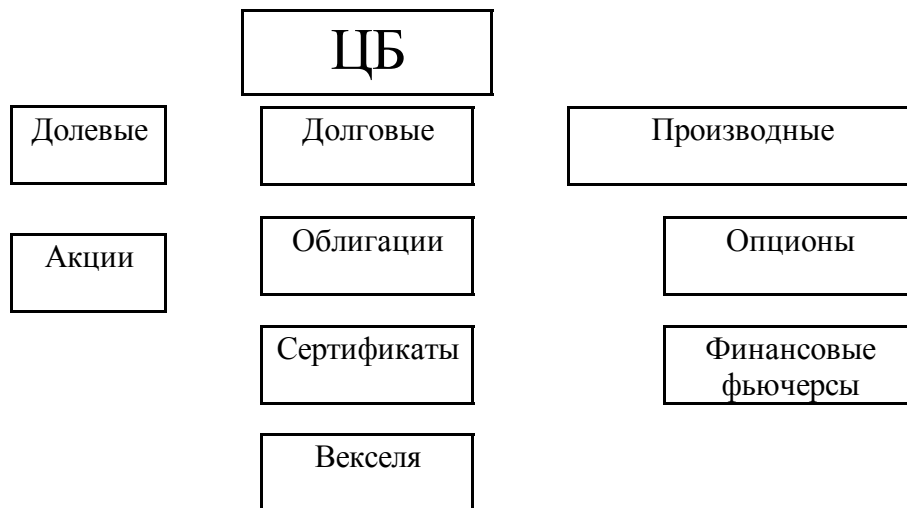 ЦБ
Долевые
Долговые
Производные
Акции
Облигации
Опционы
Сертификаты
Финансовые
фьючерсы
Векселя